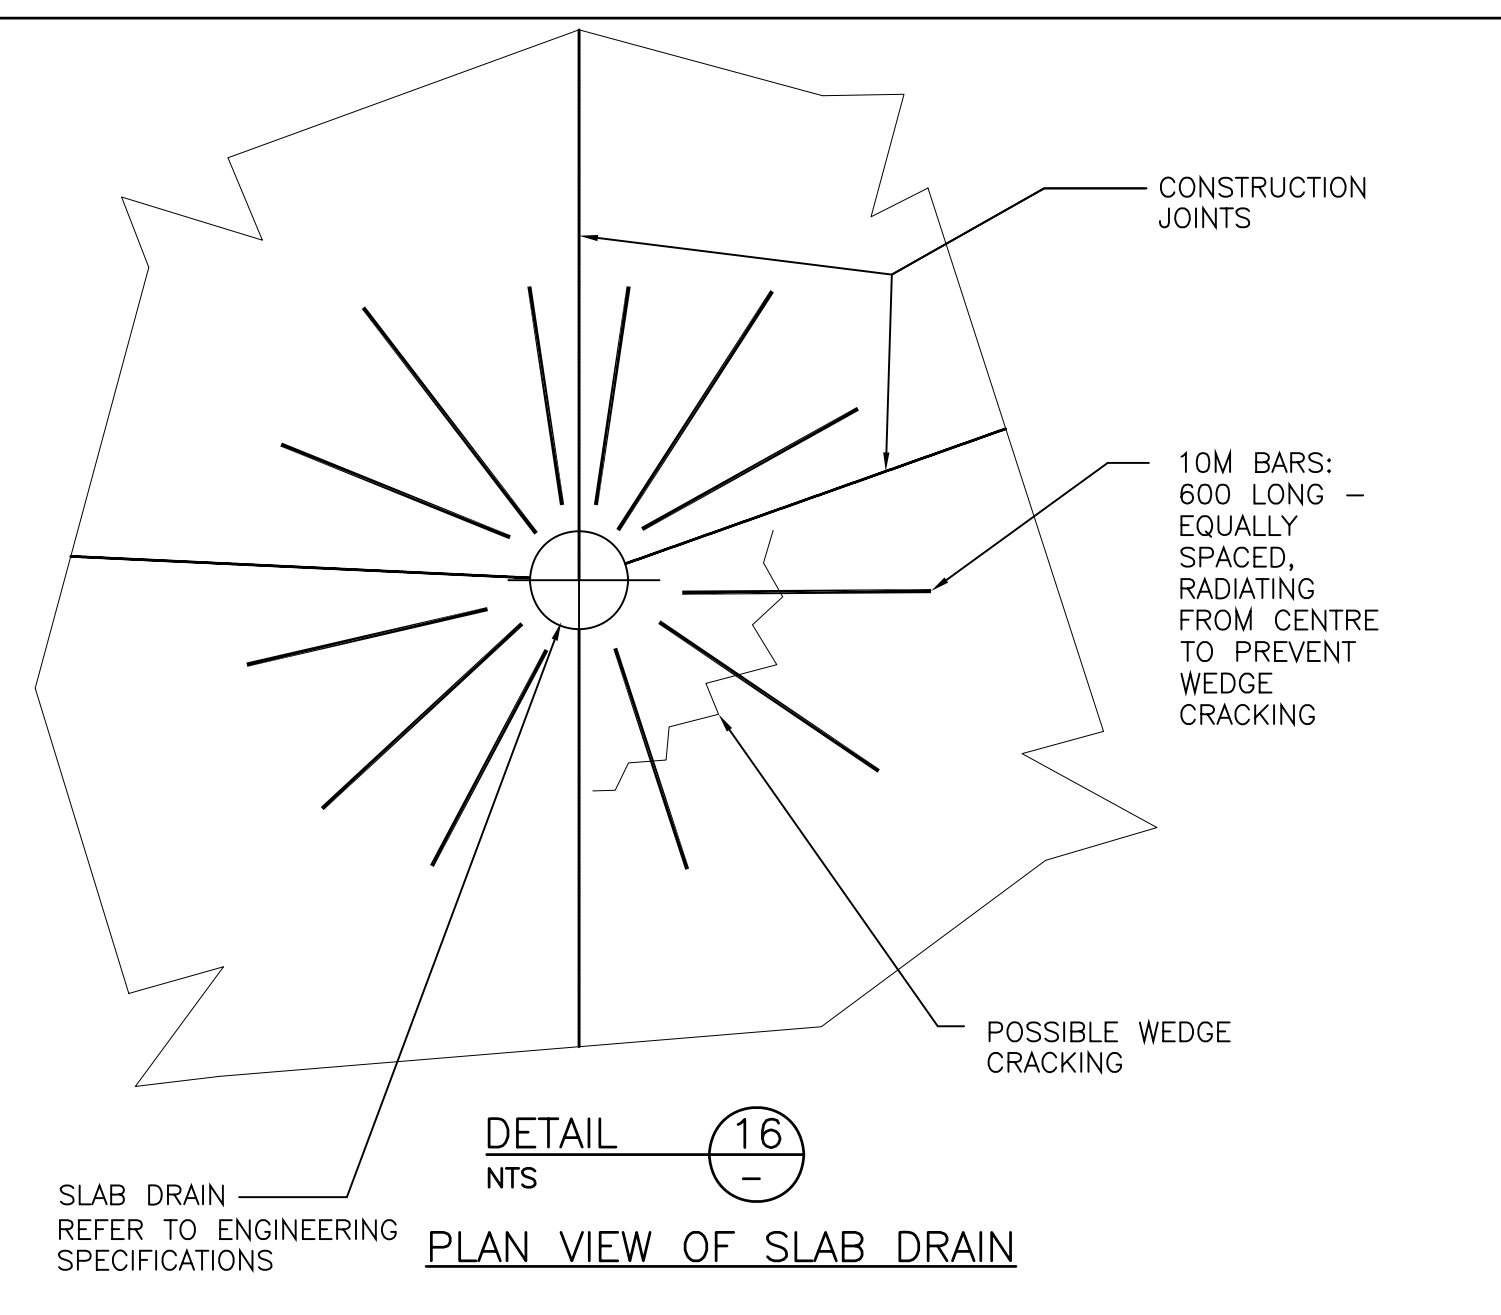 CONSTRUCTION
JOINTS
10M BARS:
600 LONG –
EQUALLY
SPACED,
RADIATING
FROM CENTRE
TO PREVENT
WEDGE
CRACKING
POSSIBLE WEDGE
CRACKING
DETAIL
16
NTS
–
SLAB DRAIN
REFER TO ENGINEERING
SPECIFICATIONS
PLAN VIEW OF SLAB DRAIN